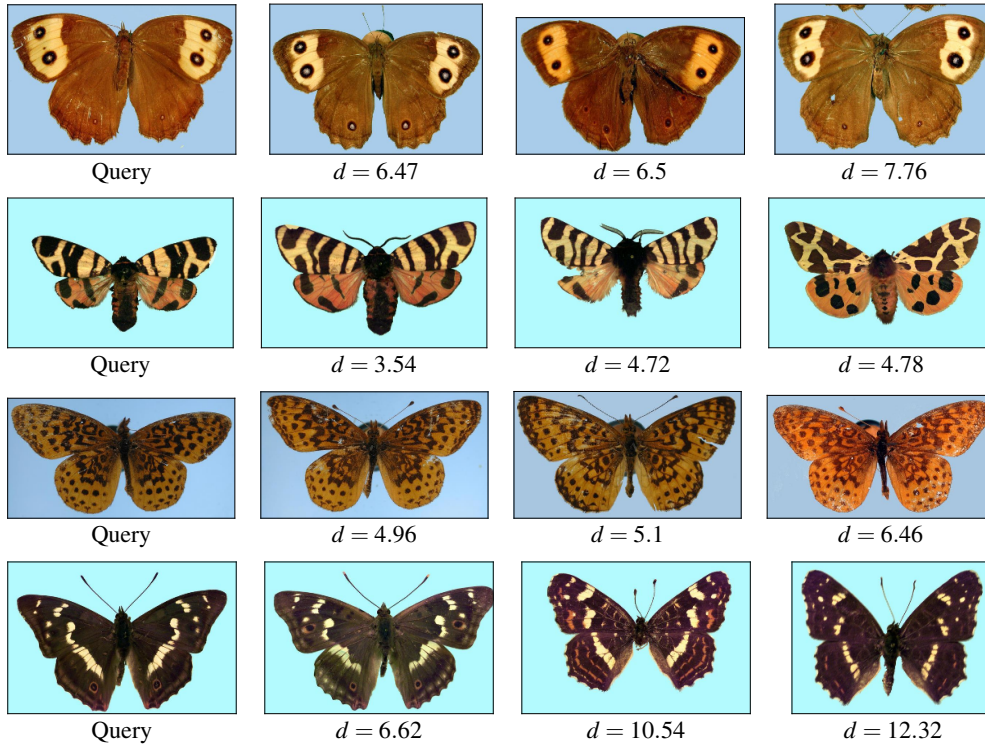 Query d = 6.47 d = 6.5 d = 7.76
Query d = 3.54 d = 4.72 d = 4.78
Query d = 4.96 d = 5.1 d = 6.46
Query d = 6.62 d = 10.54 d = 12.32